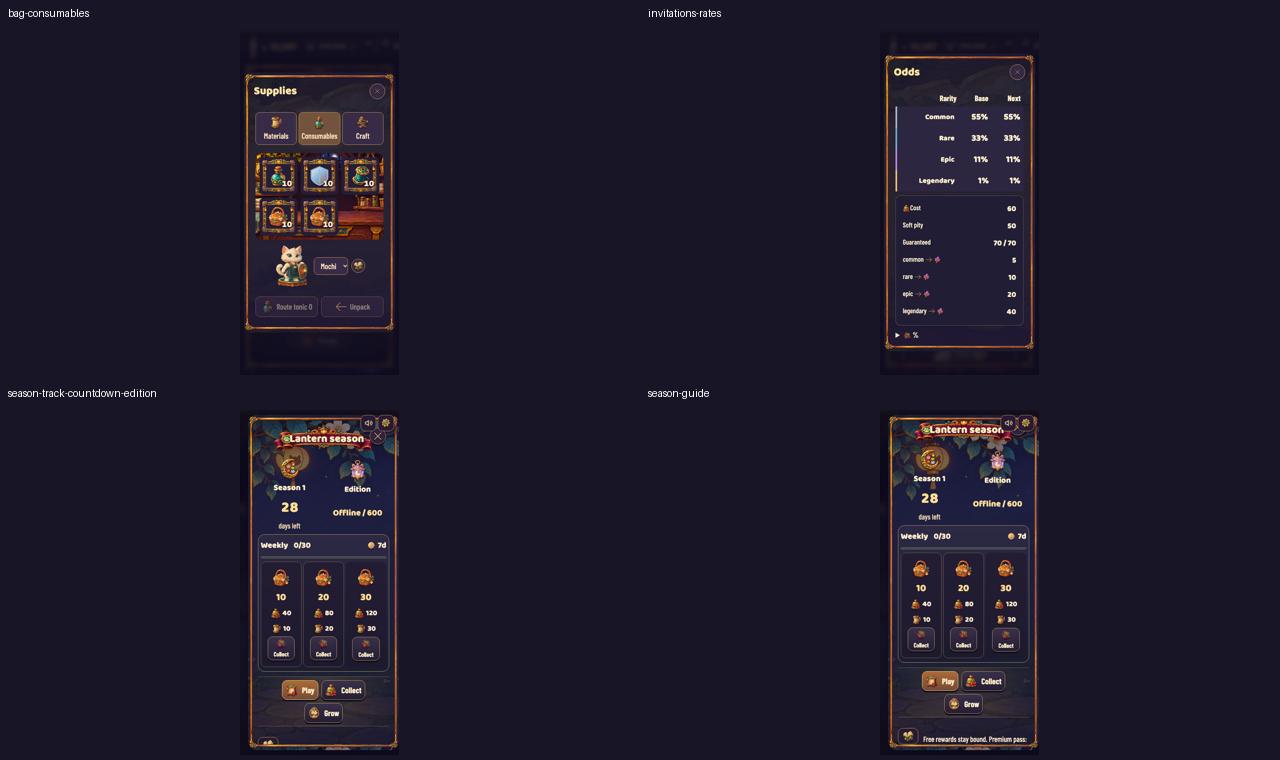 bag-consumables
Supplies
Materials Consumables Craft
10 10 10
10 10
Mochi
Route tonic 0 Unpack
invitations-rates
Odds
Rarity Base Next
Common 55% 55%
Rare 33% 33%
Epic 11% 11%
Legendary 1% 1%
Cost 60
Soft pity 50
Guaranteed 70 / 70
common → 5
rare → 10
epic → 20
legendary → 40
%
season-track-countdown-edition
Lantern season
Season 1 Edition
28 Offline / 600
days left
Weekly 0/30 7d
10 20 30
40 80 120
10 20 30
Collect Collect Collect
Play Collect
Grow
season-guide
Lantern season
Season 1 Edition
28 Offline / 600
days left
Weekly 0/30 7d
10 20 30
40 80 120
10 20 30
Collect Collect Collect
Play Collect
Grow
Free rewards stay bound. Premium pass: